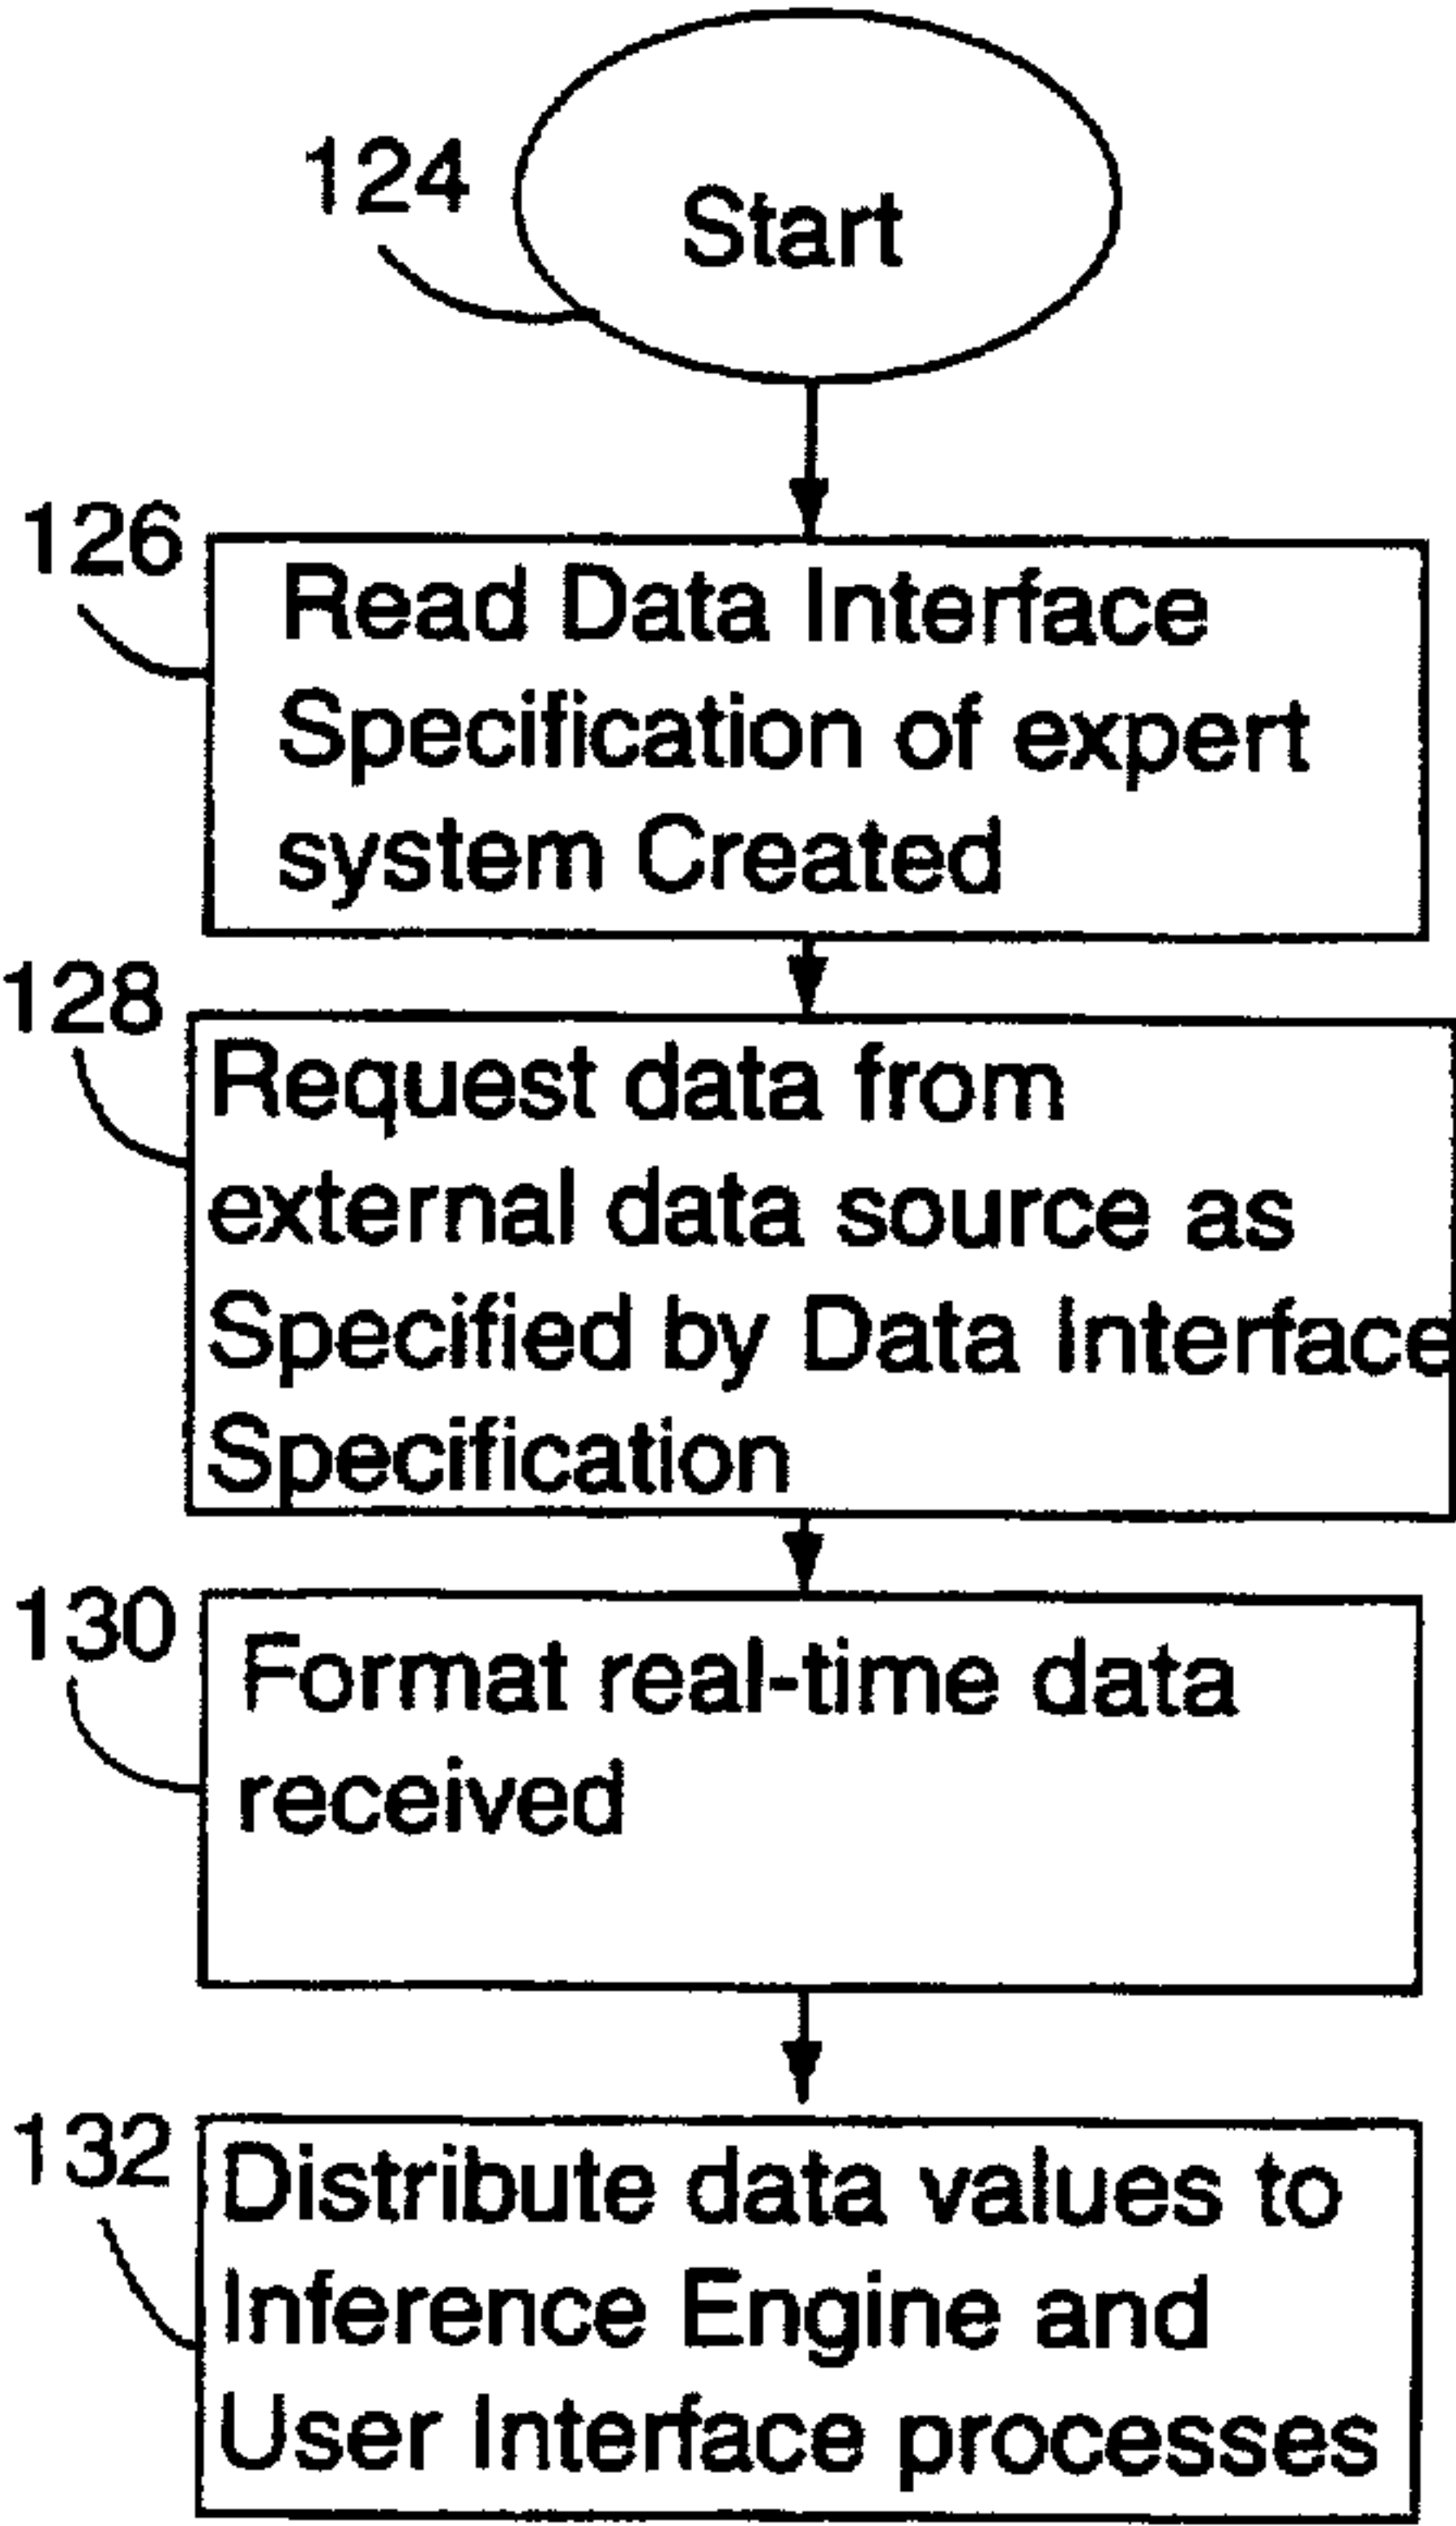 124
Start
126
Read Data Interface
Specification of expert
system Created
128
Request data from
external data source as
Specified by Data Interface
Specification
130
Format real-time data
received
132
Distribute data values to
Inference Engine and
User Interface processes